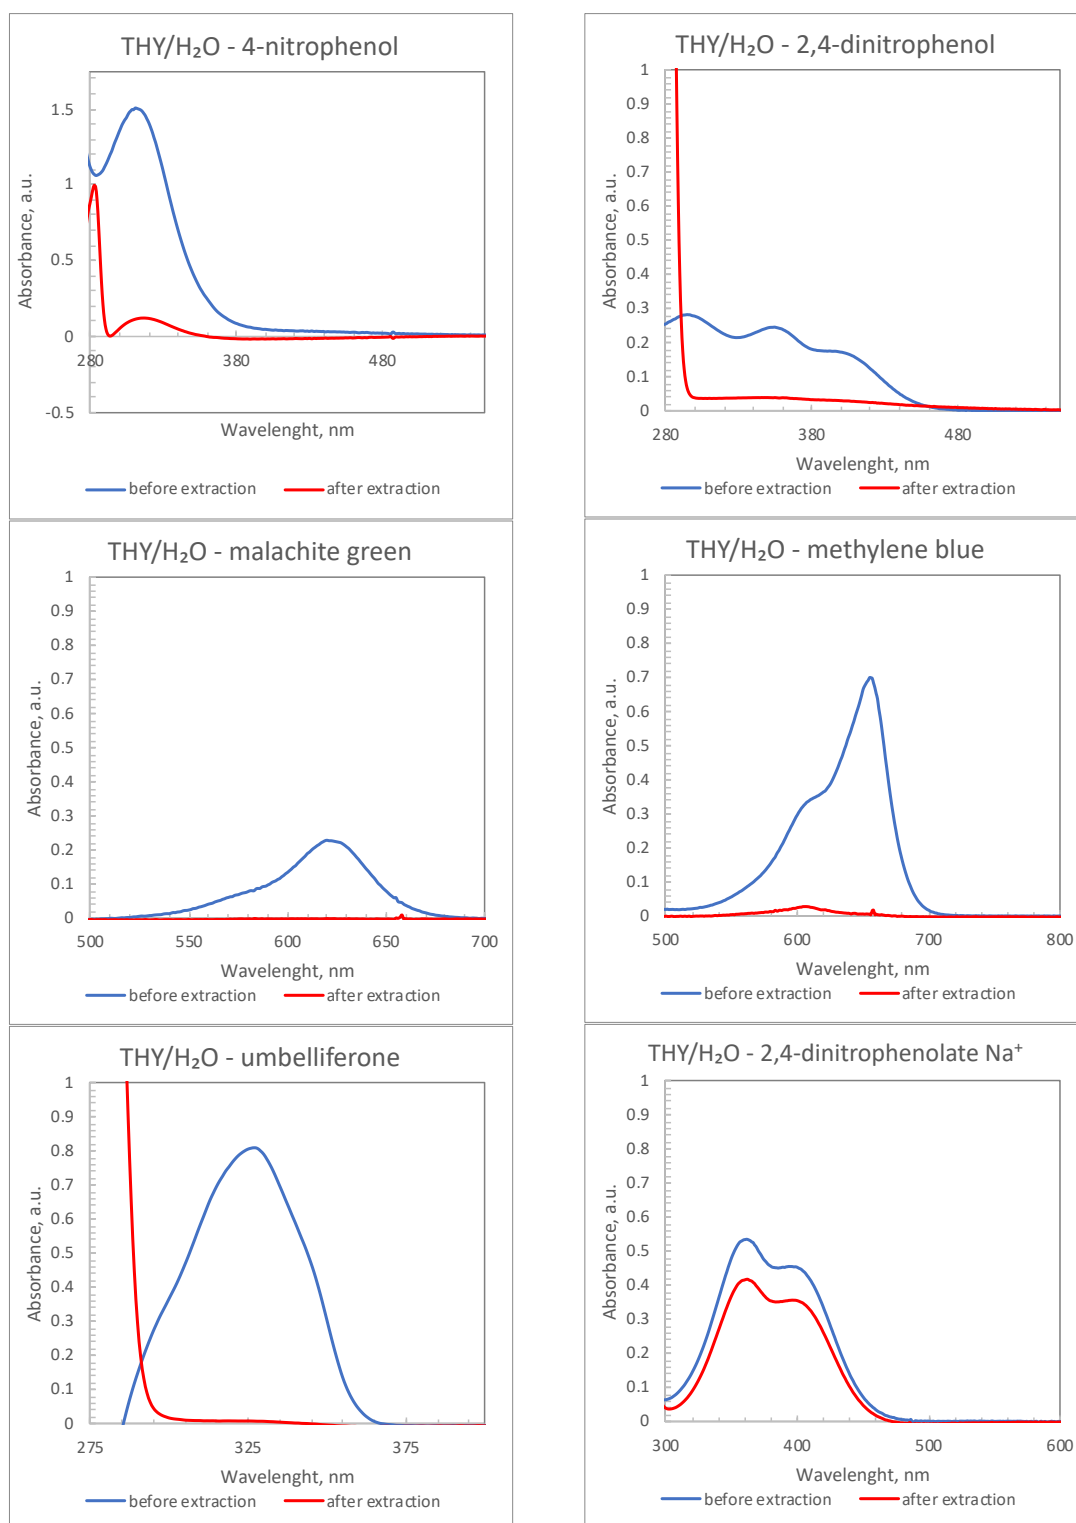 THY/H₂O - 4-nitrophenol
Absorbance, a.u.
1.5
1
0.5
0
-0.5
280 380 480
Wavelenght, nm
before extraction after extraction
THY/H₂O - 2,4-dinitrophenol
Absorbance, a.u.
1
0.9
0.8
0.7
0.6
0.5
0.4
0.3
0.2
0.1
0
280 380 480
Wavelenght, nm
before extraction after extraction
THY/H₂O - malachite green
Absorbance, a.u.
1
0.9
0.8
0.7
0.6
0.5
0.4
0.3
0.2
0.1
0
500 550 600 650 700
Wavelenght, nm
before extraction after extraction
THY/H₂O - methylene blue
Absorbance, a.u.
1
0.9
0.8
0.7
0.6
0.5
0.4
0.3
0.2
0.1
0
500 600 700 800
Wavelenght, nm
before extraction after extraction
THY/H₂O - umbelliferone
Absorbance, a.u.
1
0.9
0.8
0.7
0.6
0.5
0.4
0.3
0.2
0.1
0
275 325 375
Wavelenght, nm
before extraction after extraction
THY/H₂O - 2,4-dinitrophenolate Na⁺
Absorbance, a.u.
1
0.9
0.8
0.7
0.6
0.5
0.4
0.3
0.2
0.1
0
300 400 500 600
Wavelenght, nm
before extraction after extraction